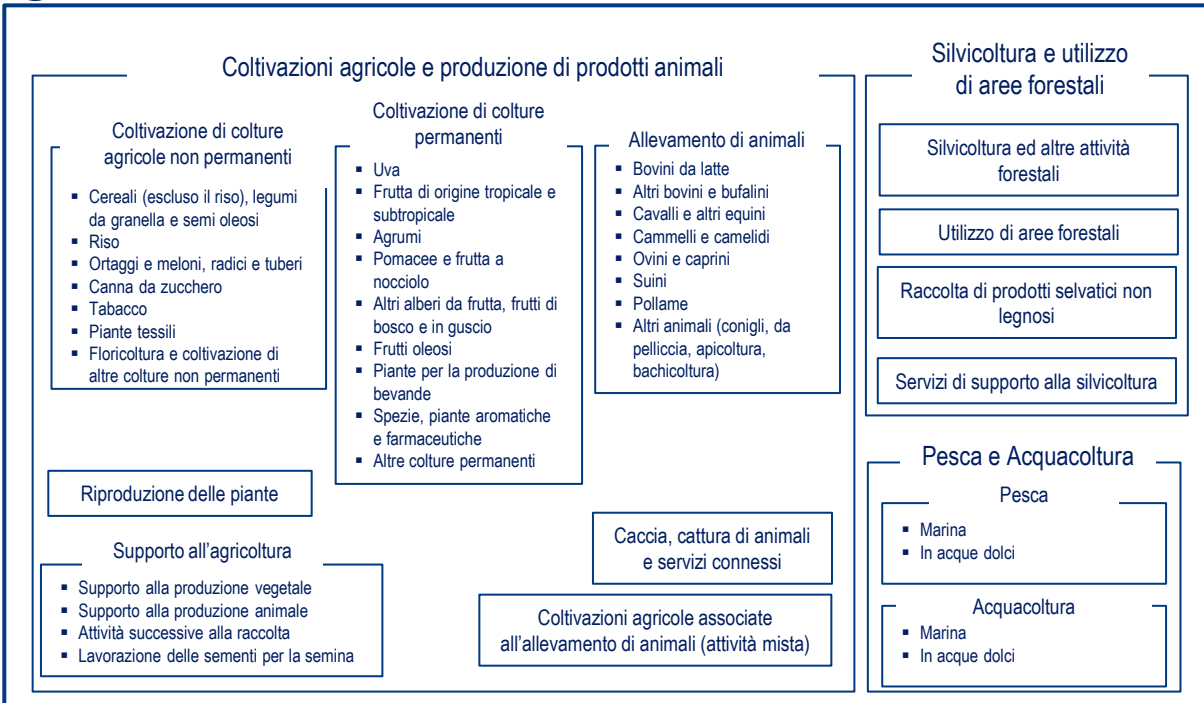 Coltivazioni agricole e produzione di prodotti animali
Coltivazione di colture
agricole non permanenti
▪ Cereali (escluso il riso), legumi
da granella e semi oleosi
▪ Riso
▪ Ortaggi e meloni, radici e tuberi
▪ Canna da zucchero
▪ Tabacco
▪ Piante tessili
▪ Floricoltura e coltivazione di
altre colture non permanenti
Coltivazione di colture
permanenti
▪ Uva
▪ Frutta di origine tropicale e
subtropicale
▪ Agrumi
▪ Pomacee e frutta a
nocciolo
▪ Altri alberi da frutta, frutti di
bosco e in guscio
▪ Frutti oleosi
▪ Piante per la produzione di
bevande
▪ Spezie, piante aromatiche
e farmaceutiche
▪ Altre colture permanenti
Allevamento di animali
▪ Bovini da latte
▪ Altri bovini e bufalini
▪ Cavalli e altri equini
▪ Cammelli e camelidi
▪ Ovini e caprini
▪ Suini
▪ Pollame
▪ Altri animali (conigli, da
pelliccia, apicoltura,
bachicoltura)
Riproduzione delle piante
Supporto all’agricoltura
▪ Supporto alla produzione vegetale
▪ Supporto alla produzione animale
▪ Attività successive alla raccolta
▪ Lavorazione delle sementi per la semina
Caccia, cattura di animali
e servizi connessi
Coltivazioni agricole associate
all’allevamento di animali (attività mista)
Silvicoltura e utilizzo
di aree forestali
Silvicoltura ed altre attività
forestali
Utilizzo di aree forestali
Raccolta di prodotti selvatici non
legnosi
Servizi di supporto alla silvicoltura
Pesca e Acquacoltura
Pesca
▪ Marina
▪ In acque dolci
Acquacoltura
▪ Marina
▪ In acque dolci